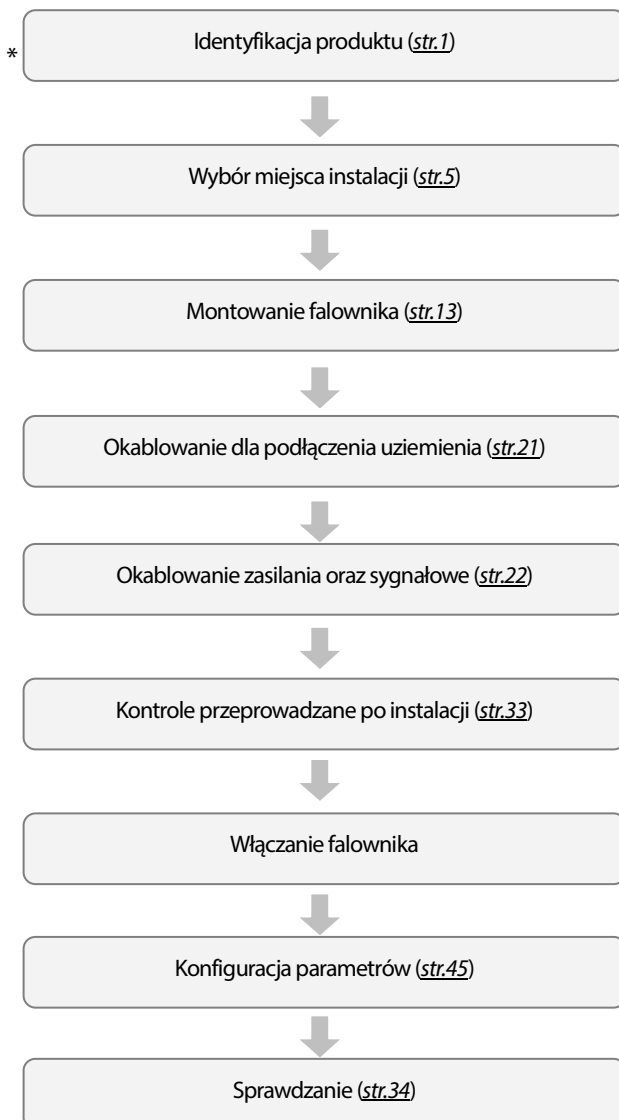 * Identyfikacja produktu (str.1)
Wybór miejsca instalacji (str.5)
Montowanie falownika (str.13)
Okablowanie dla podłączenia uziemienia (str.21)
Okablowanie zasilania oraz sygnałowe (str.22)
Kontrole przeprowadzane po instalacji (str.33)
Włączanie falownika
Konfiguracja parametrów (str.45)
Sprawdzanie (str.34)